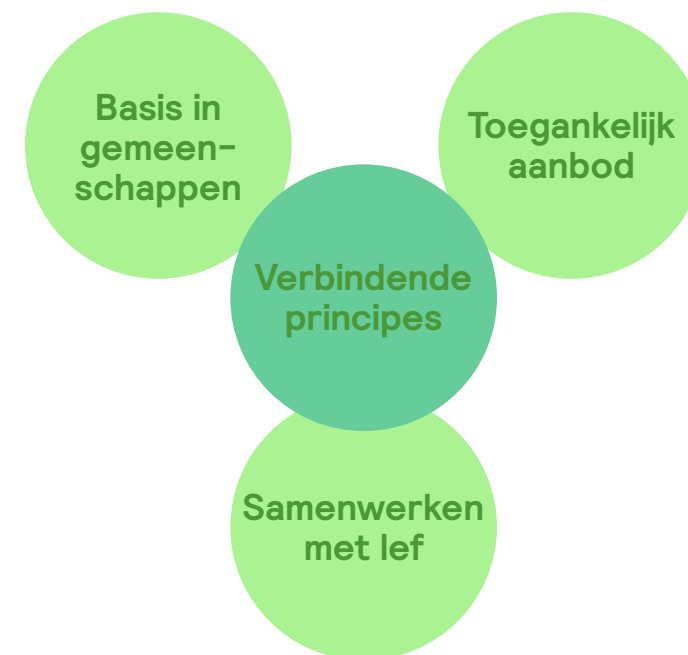 Basis in
gemeen-
schappen
Toegankelijk
aanbod
Verbindende
principes
Samenwerken
met lef